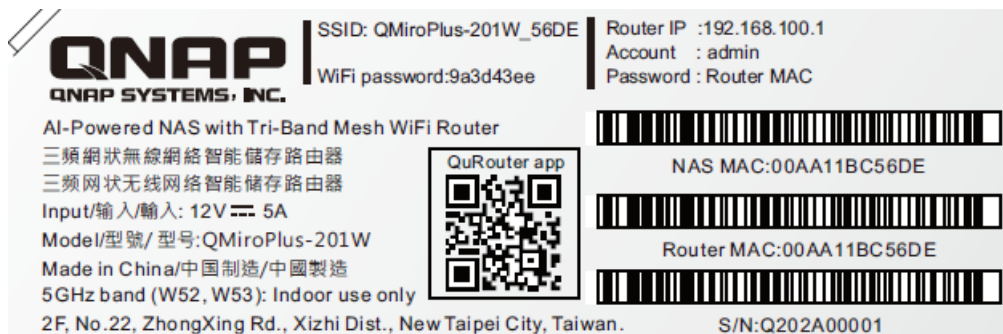 QNAP
QNAP SYSTEMS, INC.
SSID: QMiroPlus-201W_56DE
WiFi password:9a3d43ee
Router IP :192.168.100.1
Account : admin
Password : Router MAC
AI-Powered NAS with Tri-Band Mesh WiFi Router
三頻網狀無線網絡智能儲存路由器
三频网状无线网络智能储存路由器
Input/输入/輸入: 12V ⎓ 5A
Model/型號/ 型号:QMiroPlus-201W
Made in China/中国制造/中國製造
5GHz band (W52, W53): Indoor use only
2F, No.22, ZhongXing Rd., Xizhi Dist., New Taipei City, Taiwan.
QuRouter app
NAS MAC:00AA11BC56DE
Router MAC:00AA11BC56DE
S/N:Q202A00001